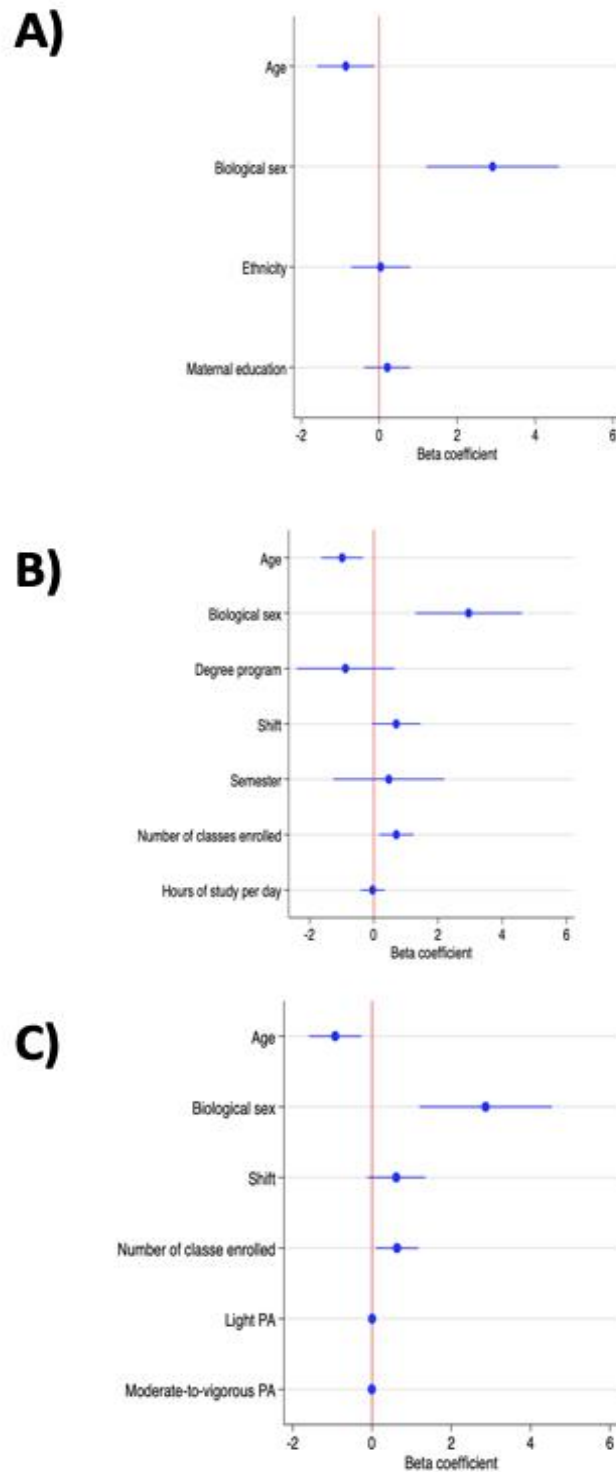 A)
Age
Biological sex
Ethnicity
Maternal education
-2 0 2 4 6
Beta coefficient
B)
Age
Biological sex
Degree program
Shift
Semester
Number of classes enrolled
Hours of study per day
-2 0 2 4 6
Beta coefficient
C)
Age
Biological sex
Shift
Number of classe enrolled
Light PA
Moderate-to-vigorous PA
-2 0 2 4 6
Beta coefficient